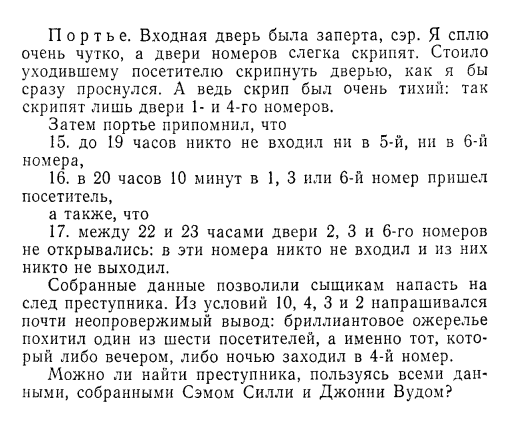 Портье. Входная дверь была заперта, сэр. Я сплю
очень чутко, а двери номеров слегка скрипят. Стоило
уходившему посетителю скрипнуть дверью, как я бы
сразу проснулся. А ведь скрип был очень тихий: так
скрипят лишь двери 1- и 4-го номеров.
Затем портье припомнил, что
15. до 19 часов никто не входил ни в 5-й, ни в 6-й
номера,
16. в 20 часов 10 минут в 1, 3 или 6-й номер пришел
посетитель,
а также, что
17. между 22 и 23 часами двери 2, 3 и 6-го номеров
не открывались: в эти номера никто не входил и из них
никто не выходил.
Собранные данные позволили сыщикам напасть на
след преступника. Из условий 10, 4, 3 и 2 напрашивался
почти неопровержимый вывод: бриллиантовое ожерелье
похитил один из шести посетителей, а именно тот, кото-
рый либо вечером, либо ночью заходил в 4-й номер.
Можно ли найти преступника, пользуясь всеми дан-
ными, собранными Сэмом Силли и Джонни Вудом?